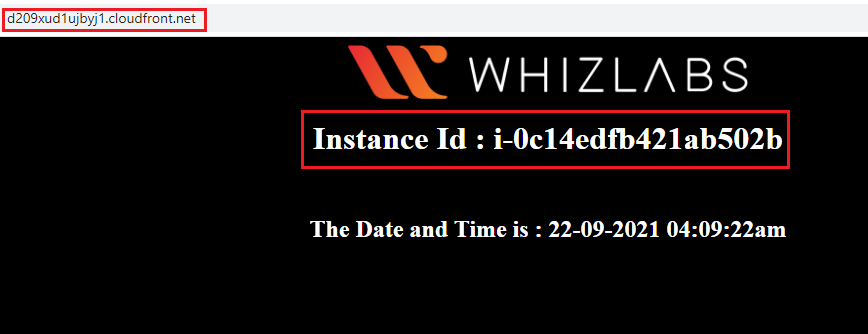 d209xud1ujbyj1.cloudfront.net
WHIZLABS
Instance Id : i-0c14edfb421ab502b
The Date and Time is : 22-09-2021 04:09:22am